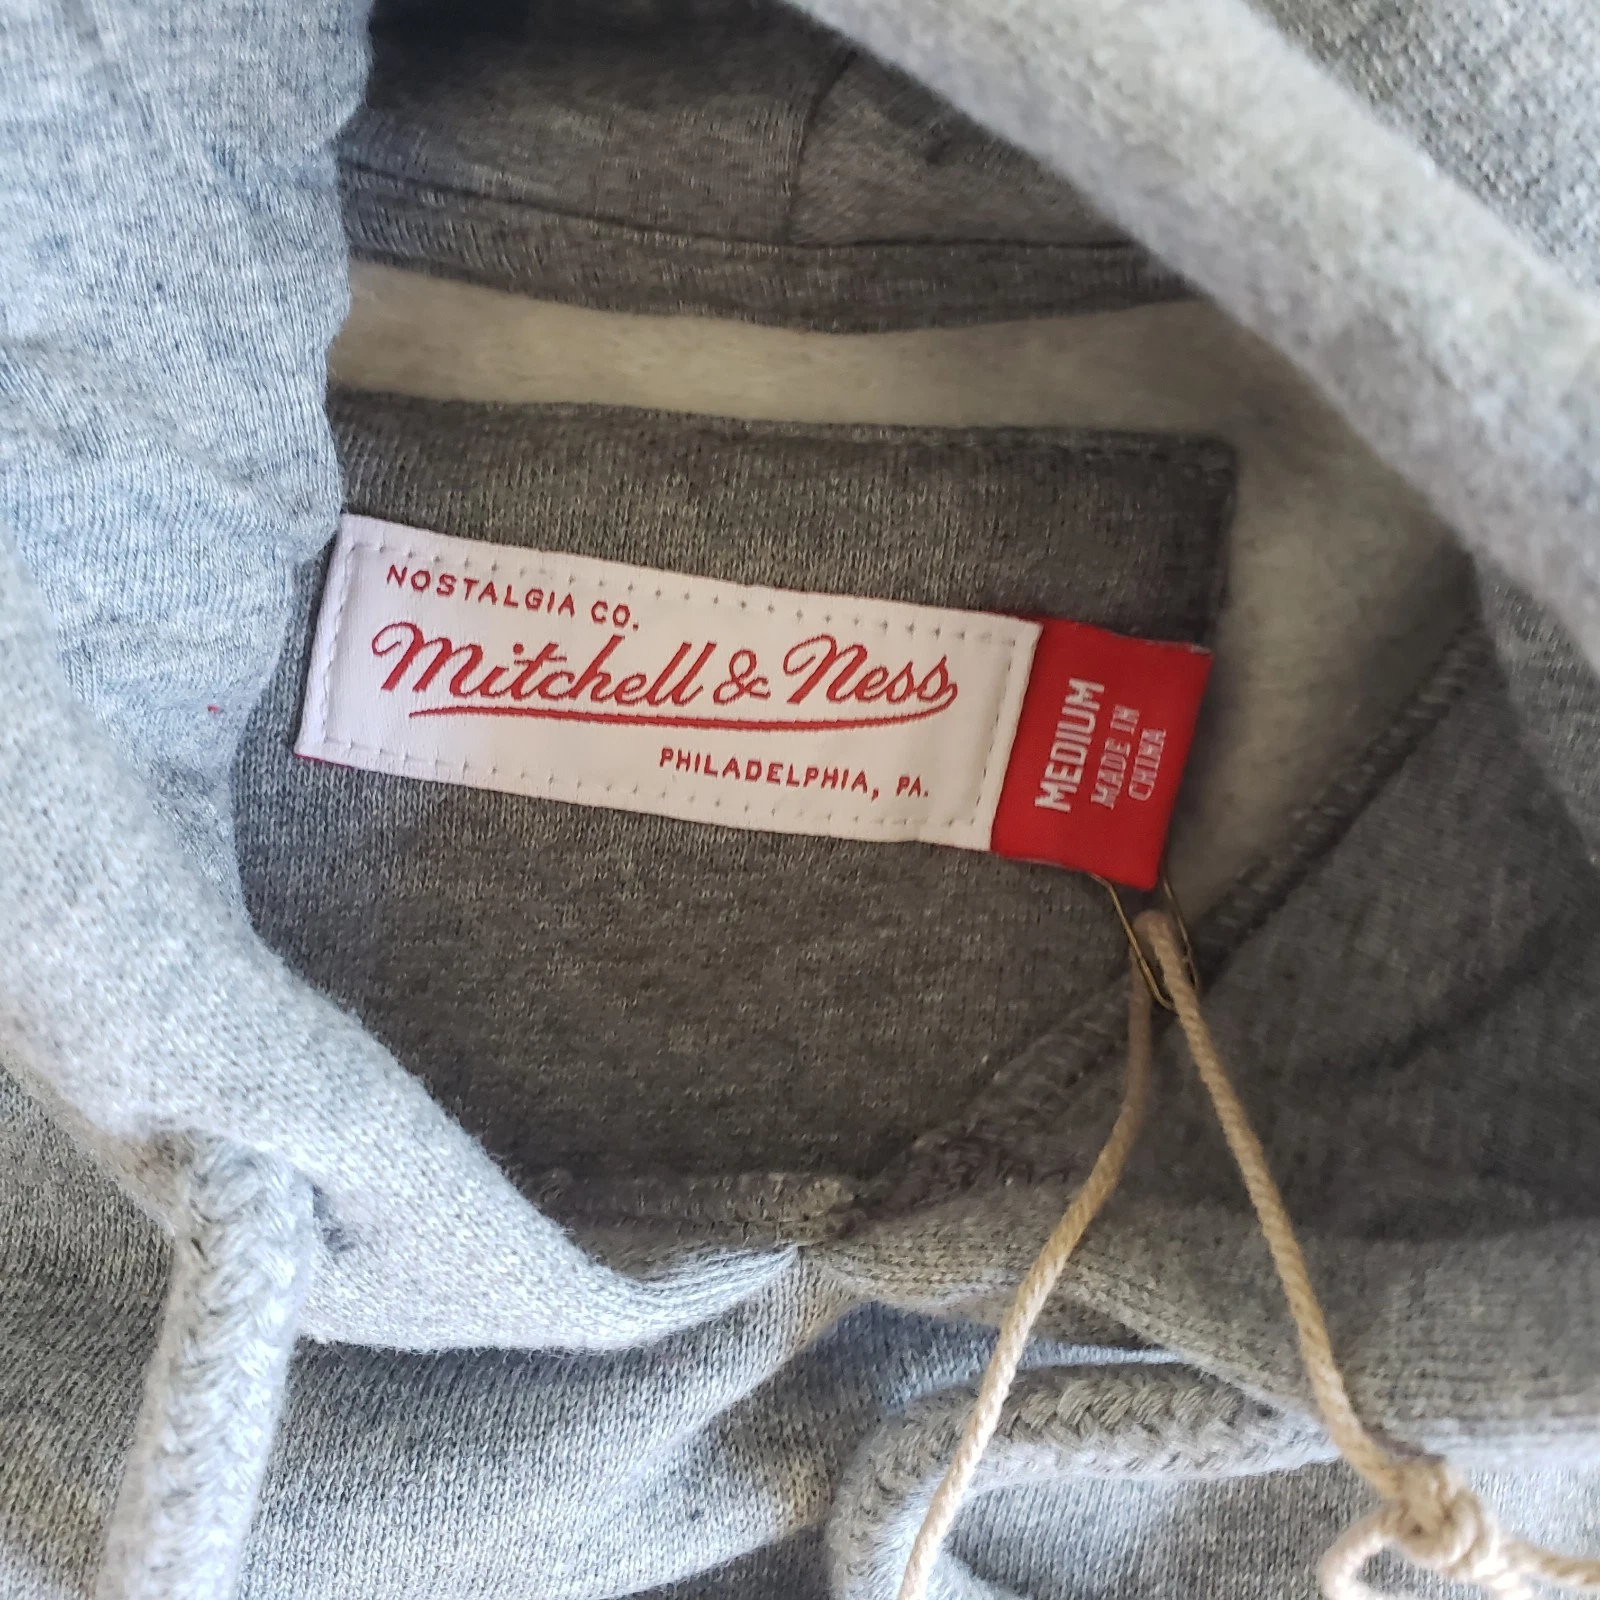 NOSTALGIA CO.
Mitchell & Ness
PHILADELPHIA, PA.
MEDIUM
MADE IN
CHINA